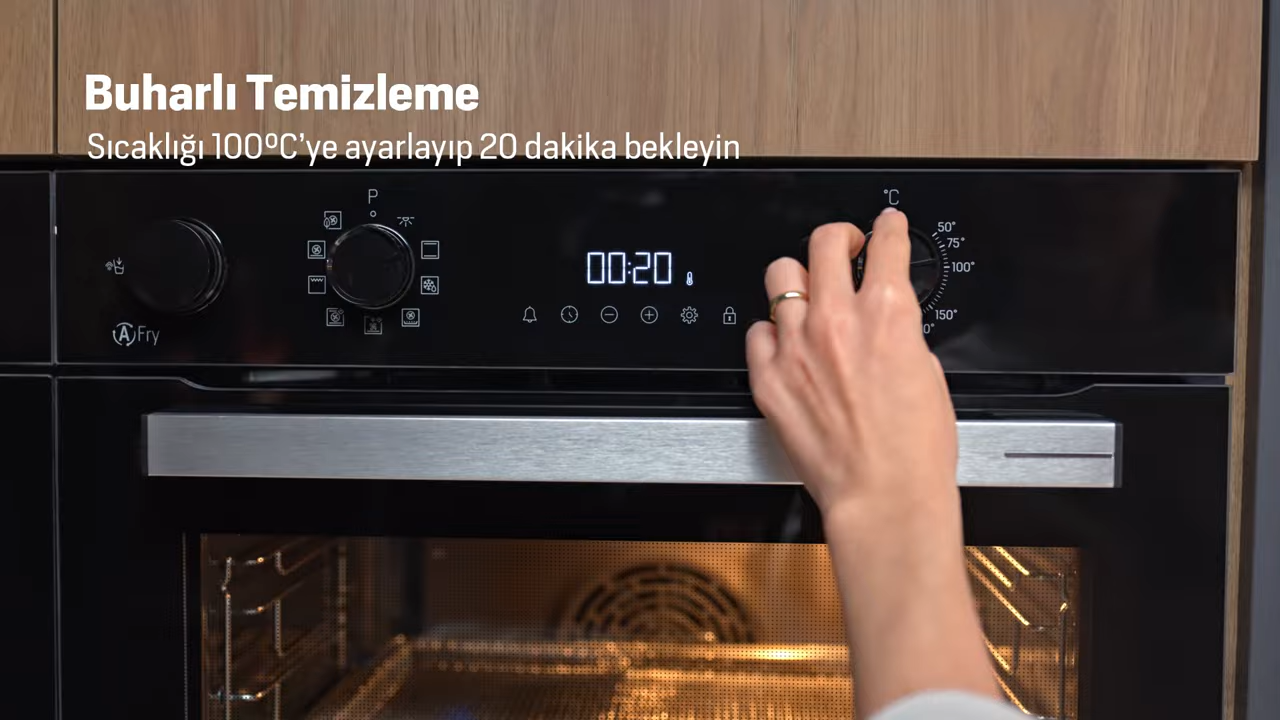 Buharlı Temizleme
Sıcaklığı 100ºC’ye ayarlayıp 20 dakika bekleyin
P
°C
50°
75°
100°
150°
00:20
A Fry